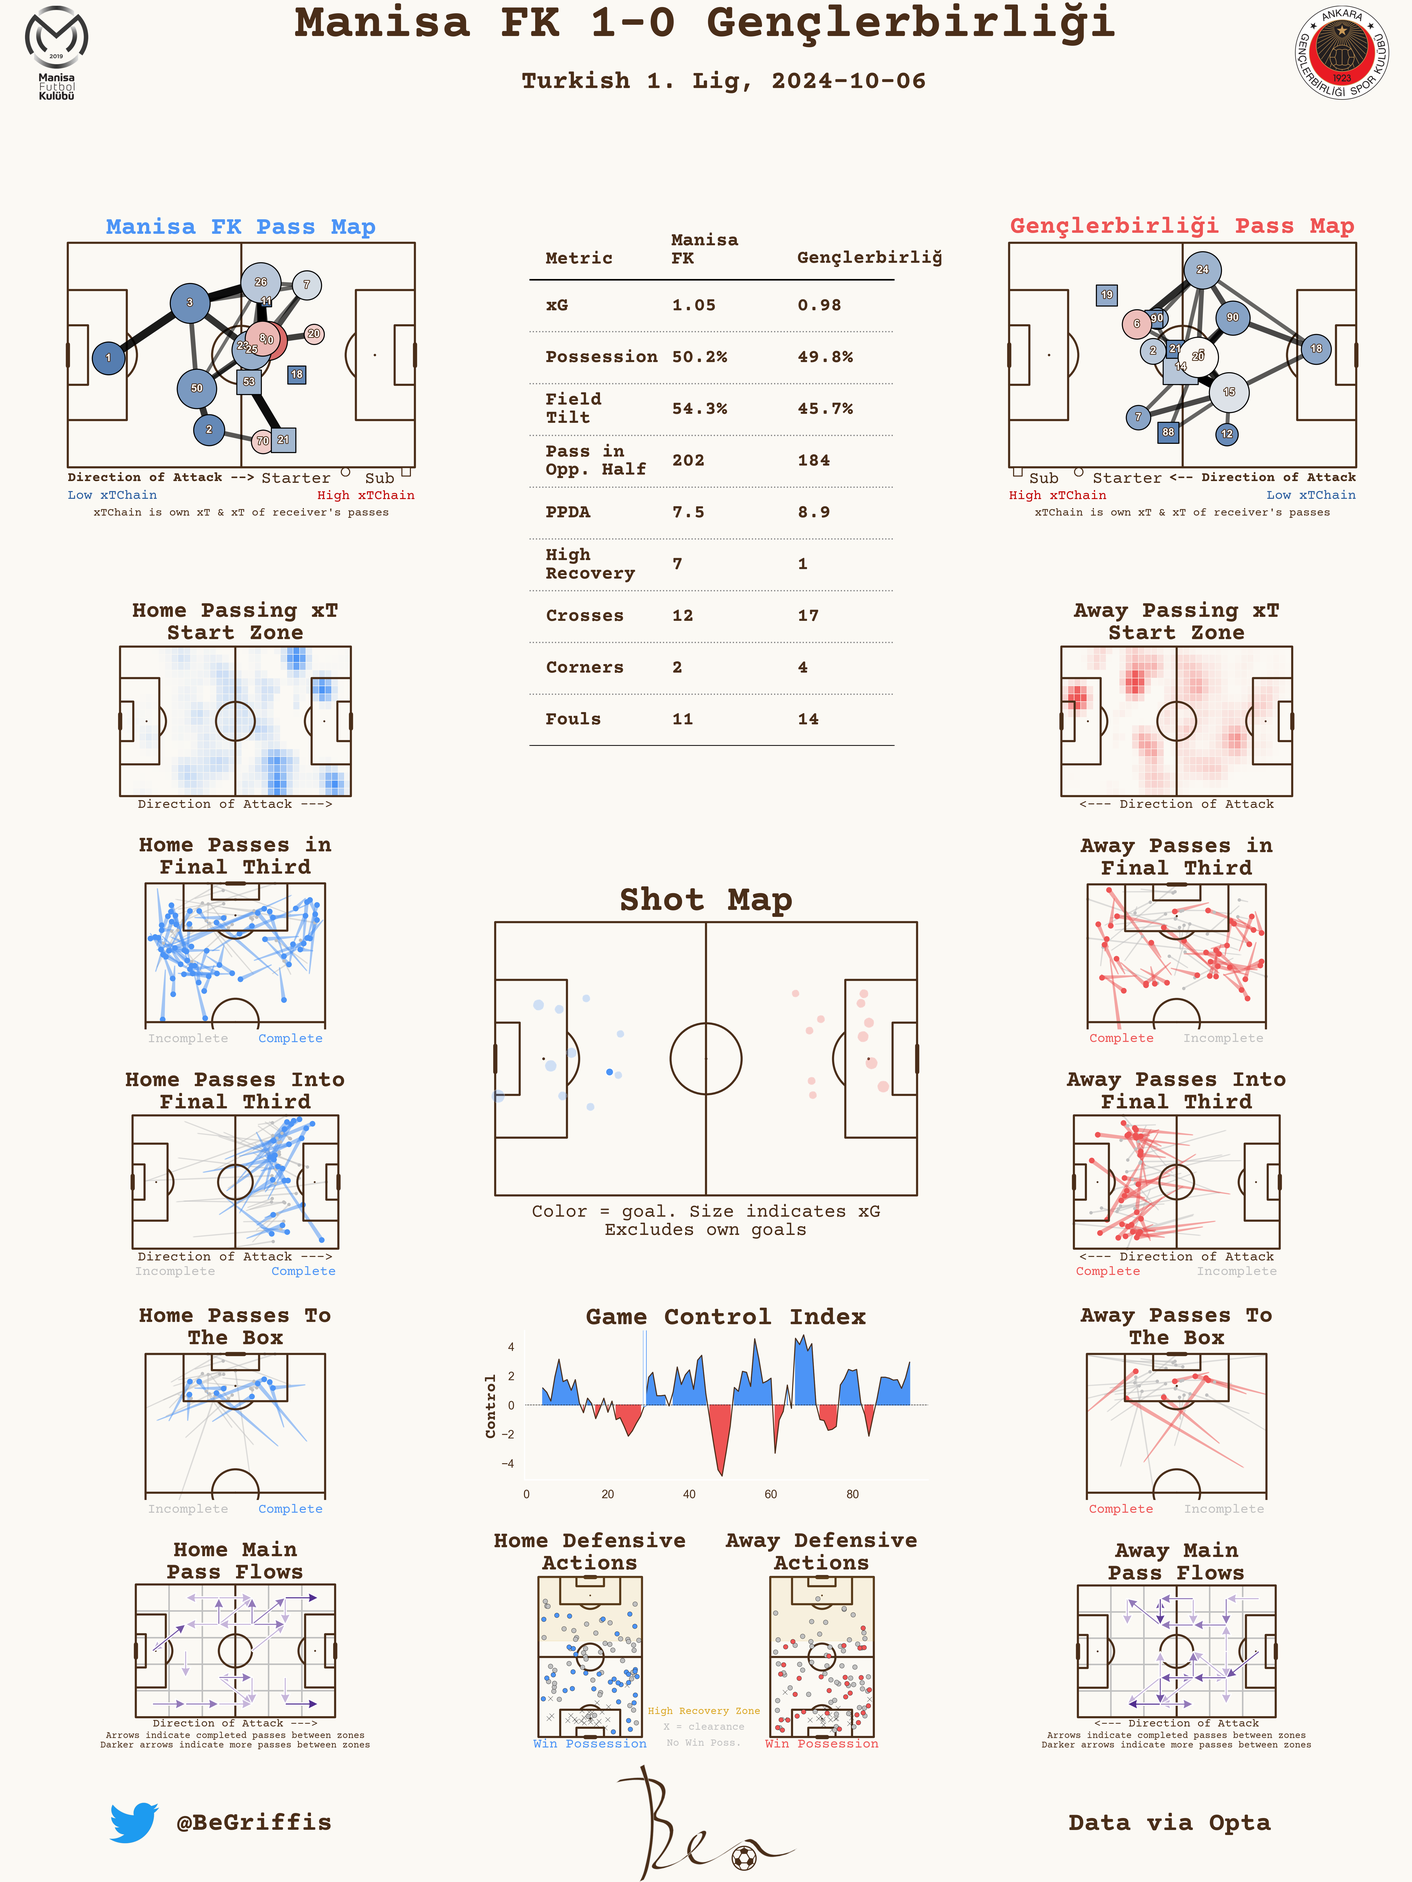 Manisa FK 1-0 Gençlerbirliği
Turkish 1. Lig, 2024-10-06
2019
Manisa
Futbol
Kulübü
ANKARA
GENÇLERBİRLİĞİ SPOR KULÜBÜ
1923
Manisa FK Pass Map
1
3
50
2
26
11
7
8
20
23
25
53
18
70
21
Direction of Attack --> Starter Sub
Low xTChain High xTChain
xTChain is own xT & xT of receiver's passes
Metric Manisa FK Gençlerbirliğ
xG 1.05 0.98
Possession 50.2% 49.8%
Field Tilt 54.3% 45.7%
Pass in Opp. Half 202 184
PPDA 7.5 8.9
High Recovery 7 1
Crosses 12 17
Corners 2 4
Fouls 11 14
Gençlerbirliği Pass Map
24
19
6
90
90
2
21
20
14
18
15
7
88
12
Sub Starter <-- Direction of Attack
High xTChain Low xTChain
xTChain is own xT & xT of receiver's passes
Home Passing xT
Start Zone
Direction of Attack --->
Away Passing xT
Start Zone
<--- Direction of Attack
Home Passes in
Final Third
Incomplete Complete
Away Passes in
Final Third
Complete Incomplete
Shot Map
Color = goal. Size indicates xG
Excludes own goals
Home Passes Into
Final Third
Direction of Attack --->
Incomplete Complete
Away Passes Into
Final Third
<--- Direction of Attack
Complete Incomplete
Home Passes To
The Box
Incomplete Complete
Game Control Index
Control
4
2
0
−2
−4
0 20 40 60 80
Away Passes To
The Box
Complete Incomplete
Home Main
Pass Flows
Direction of Attack --->
Arrows indicate completed passes between zones
Darker arrows indicate more passes between zones
Home Defensive
Actions
Win Possession
Away Defensive
Actions
Win Possession
High Recovery Zone
X = clearance
No Win Poss.
Away Main
Pass Flows
<--- Direction of Attack
Arrows indicate completed passes between zones
Darker arrows indicate more passes between zones
@BeGriffis
Ben
Data via Opta